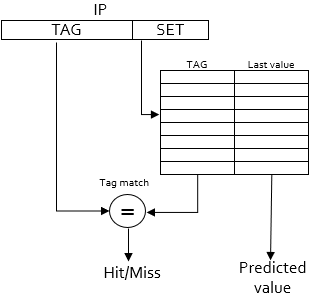 IP
TAG SET
TAG Last value
Tag match
=
Hit/Miss
Predicted
value